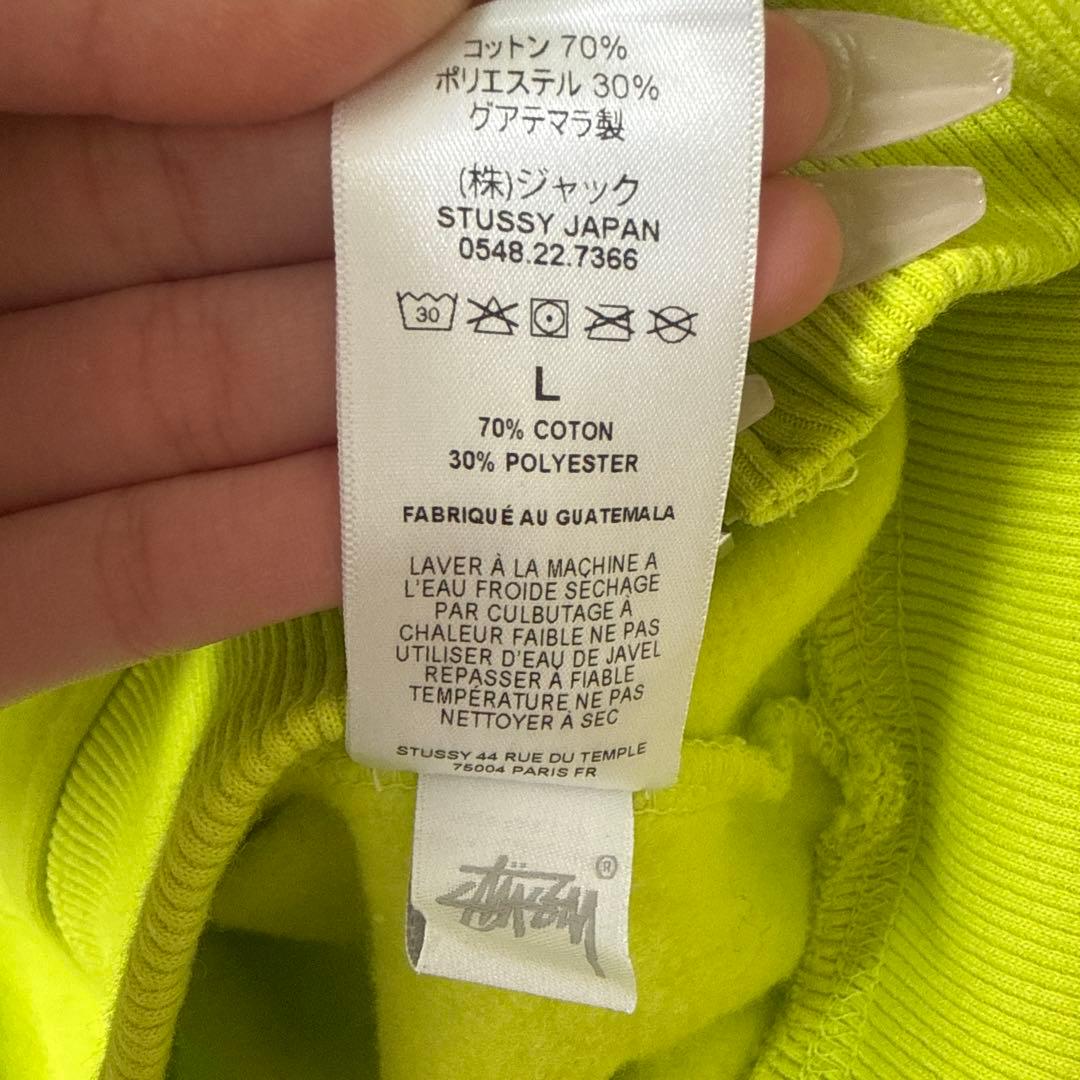 コットン 70%
ポリエステル 30%
グアテマラ製
(株)ジャック
STUSSY JAPAN
0548.22.7366
30
L
70% COTON
30% POLYESTER
FABRIQUÉ AU GUATEMALA
LAVER À LA MACHINE A
L'EAU FROIDE SÉCHAGE
PAR CULBUTAGE À
CHALEUR FAIBLE NE PAS
UTILISER D'EAU DE JAVEL
REPASSER À FIABLE
TEMPÉRATURE NE PAS
NETTOYER À SEC
STUSSY 44 RUE DU TEMPLE
75004 PARIS FR
STÜSSY ®